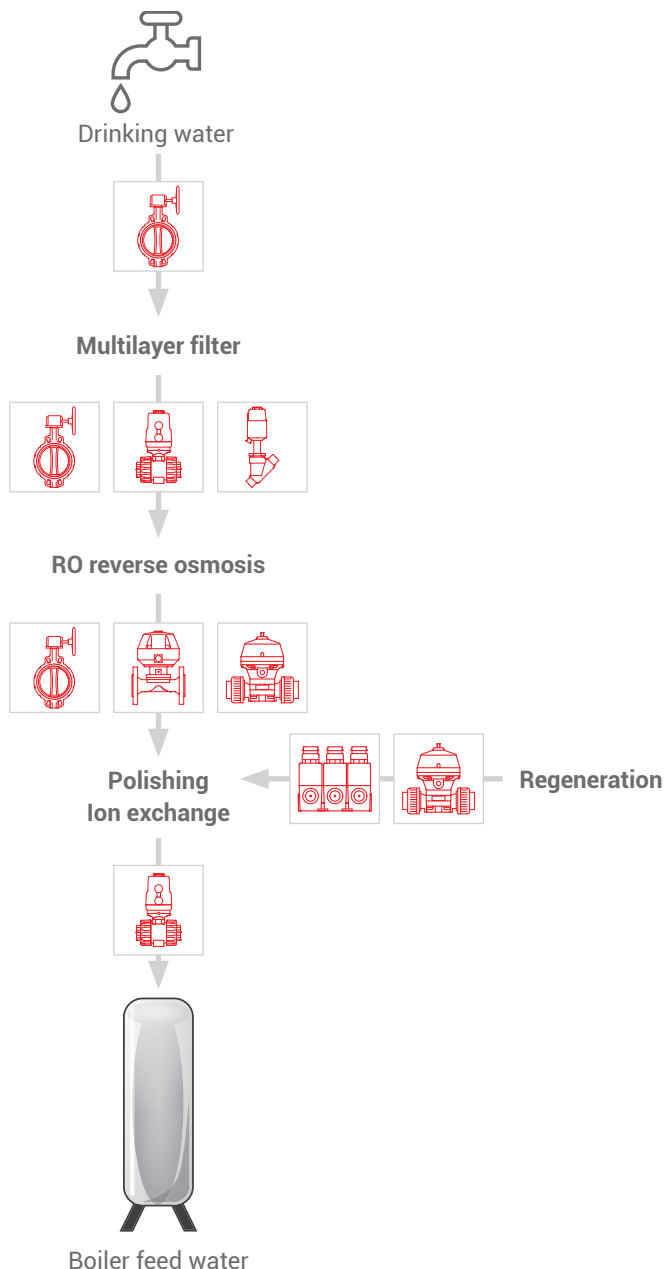 Drinking water
Multilayer filter
RO reverse osmosis
Polishing
Ion exchange
Regeneration
Boiler feed water